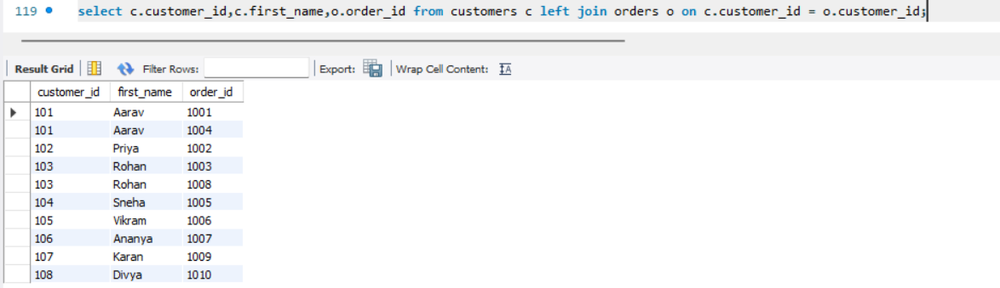 119 select c.customer_id,c.first_name,o.order_id from customers c left join orders o on c.customer_id = o.customer_id;
Result Grid Filter Rows: Export: Wrap Cell Content: IA
customer_id first_name order_id
101 Aarav 1001
101 Aarav 1004
102 Priya 1002
103 Rohan 1003
103 Rohan 1008
104 Sneha 1005
105 Vikram 1006
106 Ananya 1007
107 Karan 1009
108 Divya 1010